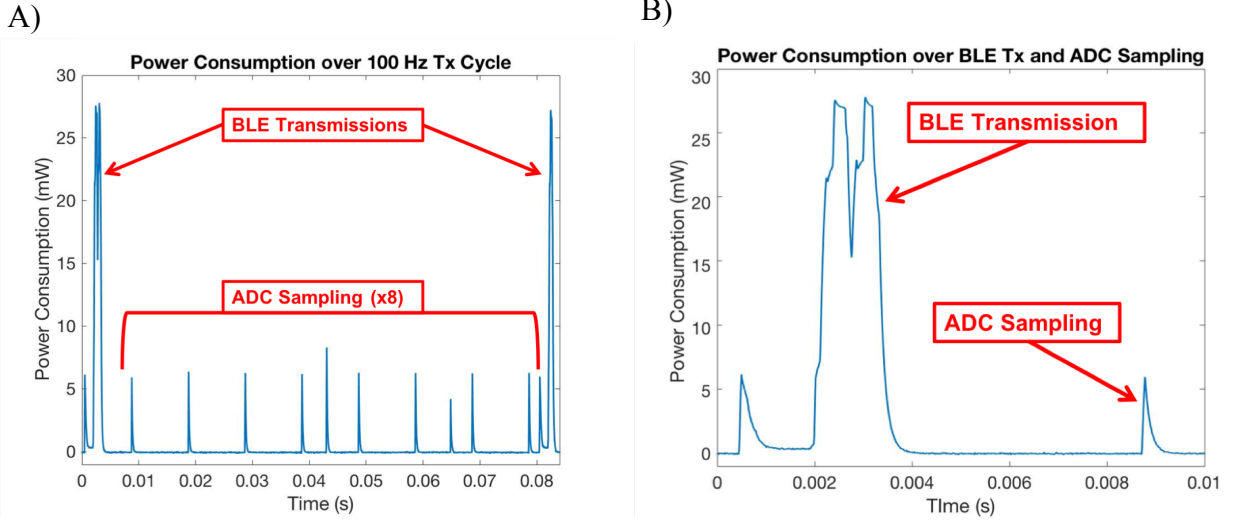 A)
Power Consumption over 100 Hz Tx Cycle
Power Consumption (mW)
30
25
20
15
10
5
0
BLE Transmissions
ADC Sampling (x8)
0 0.01 0.02 0.03 0.04 0.05 0.06 0.07 0.08
Time (s)
B)
Power Consumption over BLE Tx and ADC Sampling
Power Consumption (mW)
30
25
20
15
10
5
0
BLE Transmission
ADC Sampling
0 0.002 0.004 0.006 0.008 0.01
TIme (s)